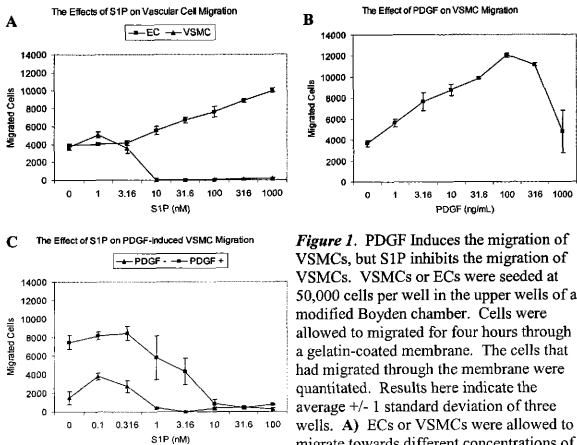 A
The Effects of S1P on Vascular Cell Migration
EC VSMC
Migrated Cells
14000
12000
10000
8000
6000
4000
2000
0
0 1 3.16 10 31.6 100 316 1000
S1P (nM)
B
The Effect of PDGF on VSMC Migration
Migrated Cells
14000
12000
10000
8000
6000
4000
2000
0
0 1 3.16 10 31.6 100 316 1000
PDGF (ng/mL)
C
The Effect of S1P on PDGF-induced VSMC Migration
PDGF - PDGF +
Migrated Cells
14000
12000
10000
8000
6000
4000
2000
0
0 0.1 0.316 1 3.16 10 31.6 100
S1P (nM)
Figure 1. PDGF Induces the migration of
VSMCs, but S1P inhibits the migration of
VSMCs. VSMCs or ECs were seeded at
50,000 cells per well in the upper wells of a
modified Boyden chamber. Cells were
allowed to migrated for four hours through
a gelatin-coated membrane. The cells that
had migrated through the membrane were
quantitated. Results here indicate the
average +/- 1 standard deviation of three
wells. A) ECs or VSMCs were allowed to
migrate towards different concentrations of